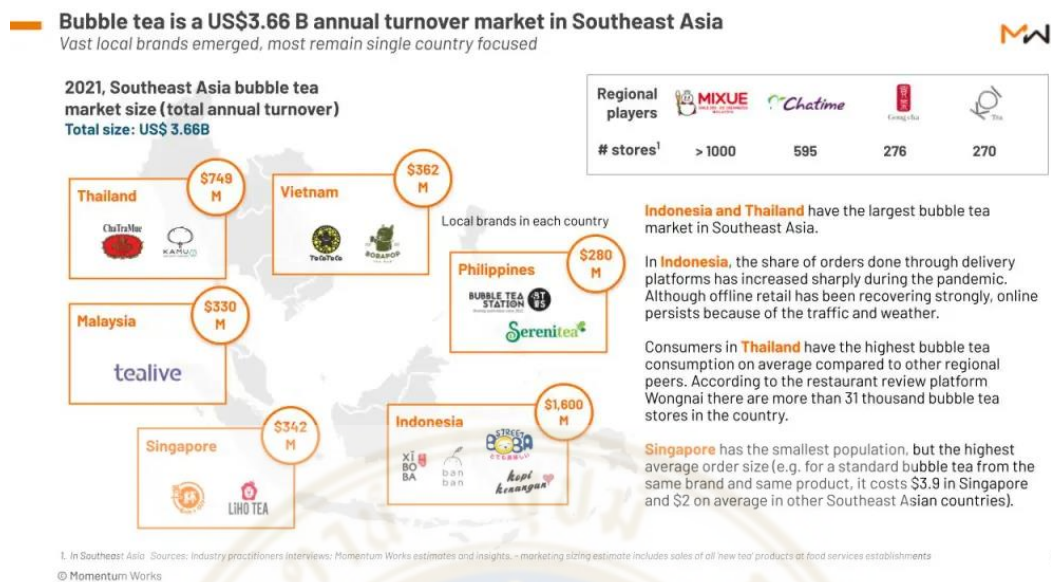 Bubble tea is a US$3.66 B annual turnover market in Southeast Asia
Vast local brands emerged, most remain single country focused
MW
2021, Southeast Asia bubble tea
market size (total annual turnover)
Total size: US$ 3.66B
Regional
players
MIXUE
Chatime
Gong cha
KOI
Tea
# stores¹
> 1000
595
276
270
Thailand
$749
M
ChaTraMue
KAMU
Vietnam
$362
M
TocoToco
BOBAPOP
Local brands in each country
Philippines
$280
M
BUBBLE TEA
STATION
BT
WS
Serenitea
Malaysia
$330
M
tealive
Singapore
$342
M
LiHO TEA
Indonesia
$1,600
M
XĪ
BO
BA
ban
ban
STREET
BOBA
kopi
kenangan
Indonesia and Thailand have the largest bubble tea
market in Southeast Asia.
In Indonesia, the share of orders done through delivery
platforms has increased sharply during the pandemic.
Although offline retail has been recovering strongly, online
persists because of the traffic and weather.
Consumers in Thailand have the highest bubble tea
consumption on average compared to other regional
peers. According to the restaurant review platform
Wongnai there are more than 31 thousand bubble tea
stores in the country.
Singapore has the smallest population, but the highest
average order size (e.g. for a standard bubble tea from the
same brand and same product, it costs $3.9 in Singapore
and $2 on average in other Southeast Asian countries).
1. In Southeast Asia Sources: Industry practitioners interviews; Momentum Works estimates and insights. - marketing sizing estimate includes sales of all 'new tea' products at food services establishments
© Momentum Works